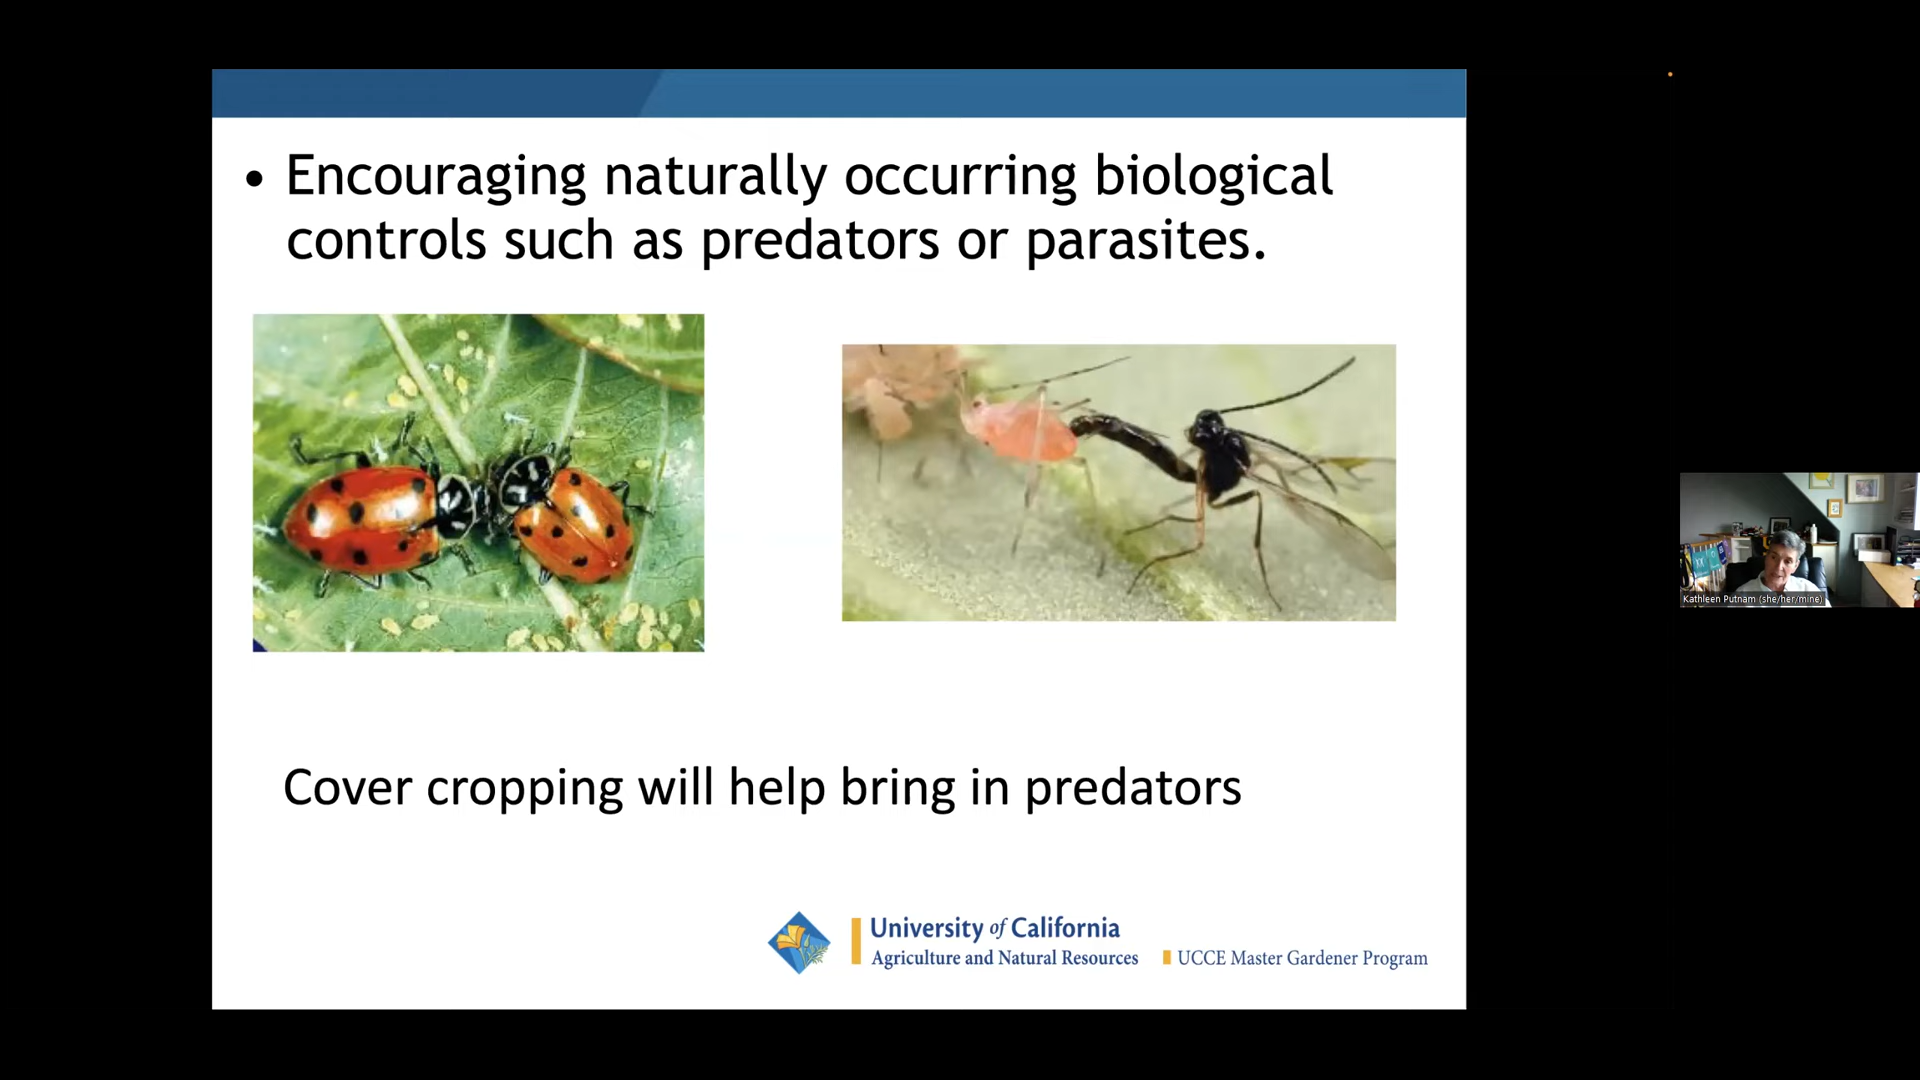 • Encouraging naturally occurring biological
controls such as predators or parasites.
Kathleen Putnam (she/her/mine)
Cover cropping will help bring in predators
University of California
Agriculture and Natural Resources
UCCE Master Gardener Program